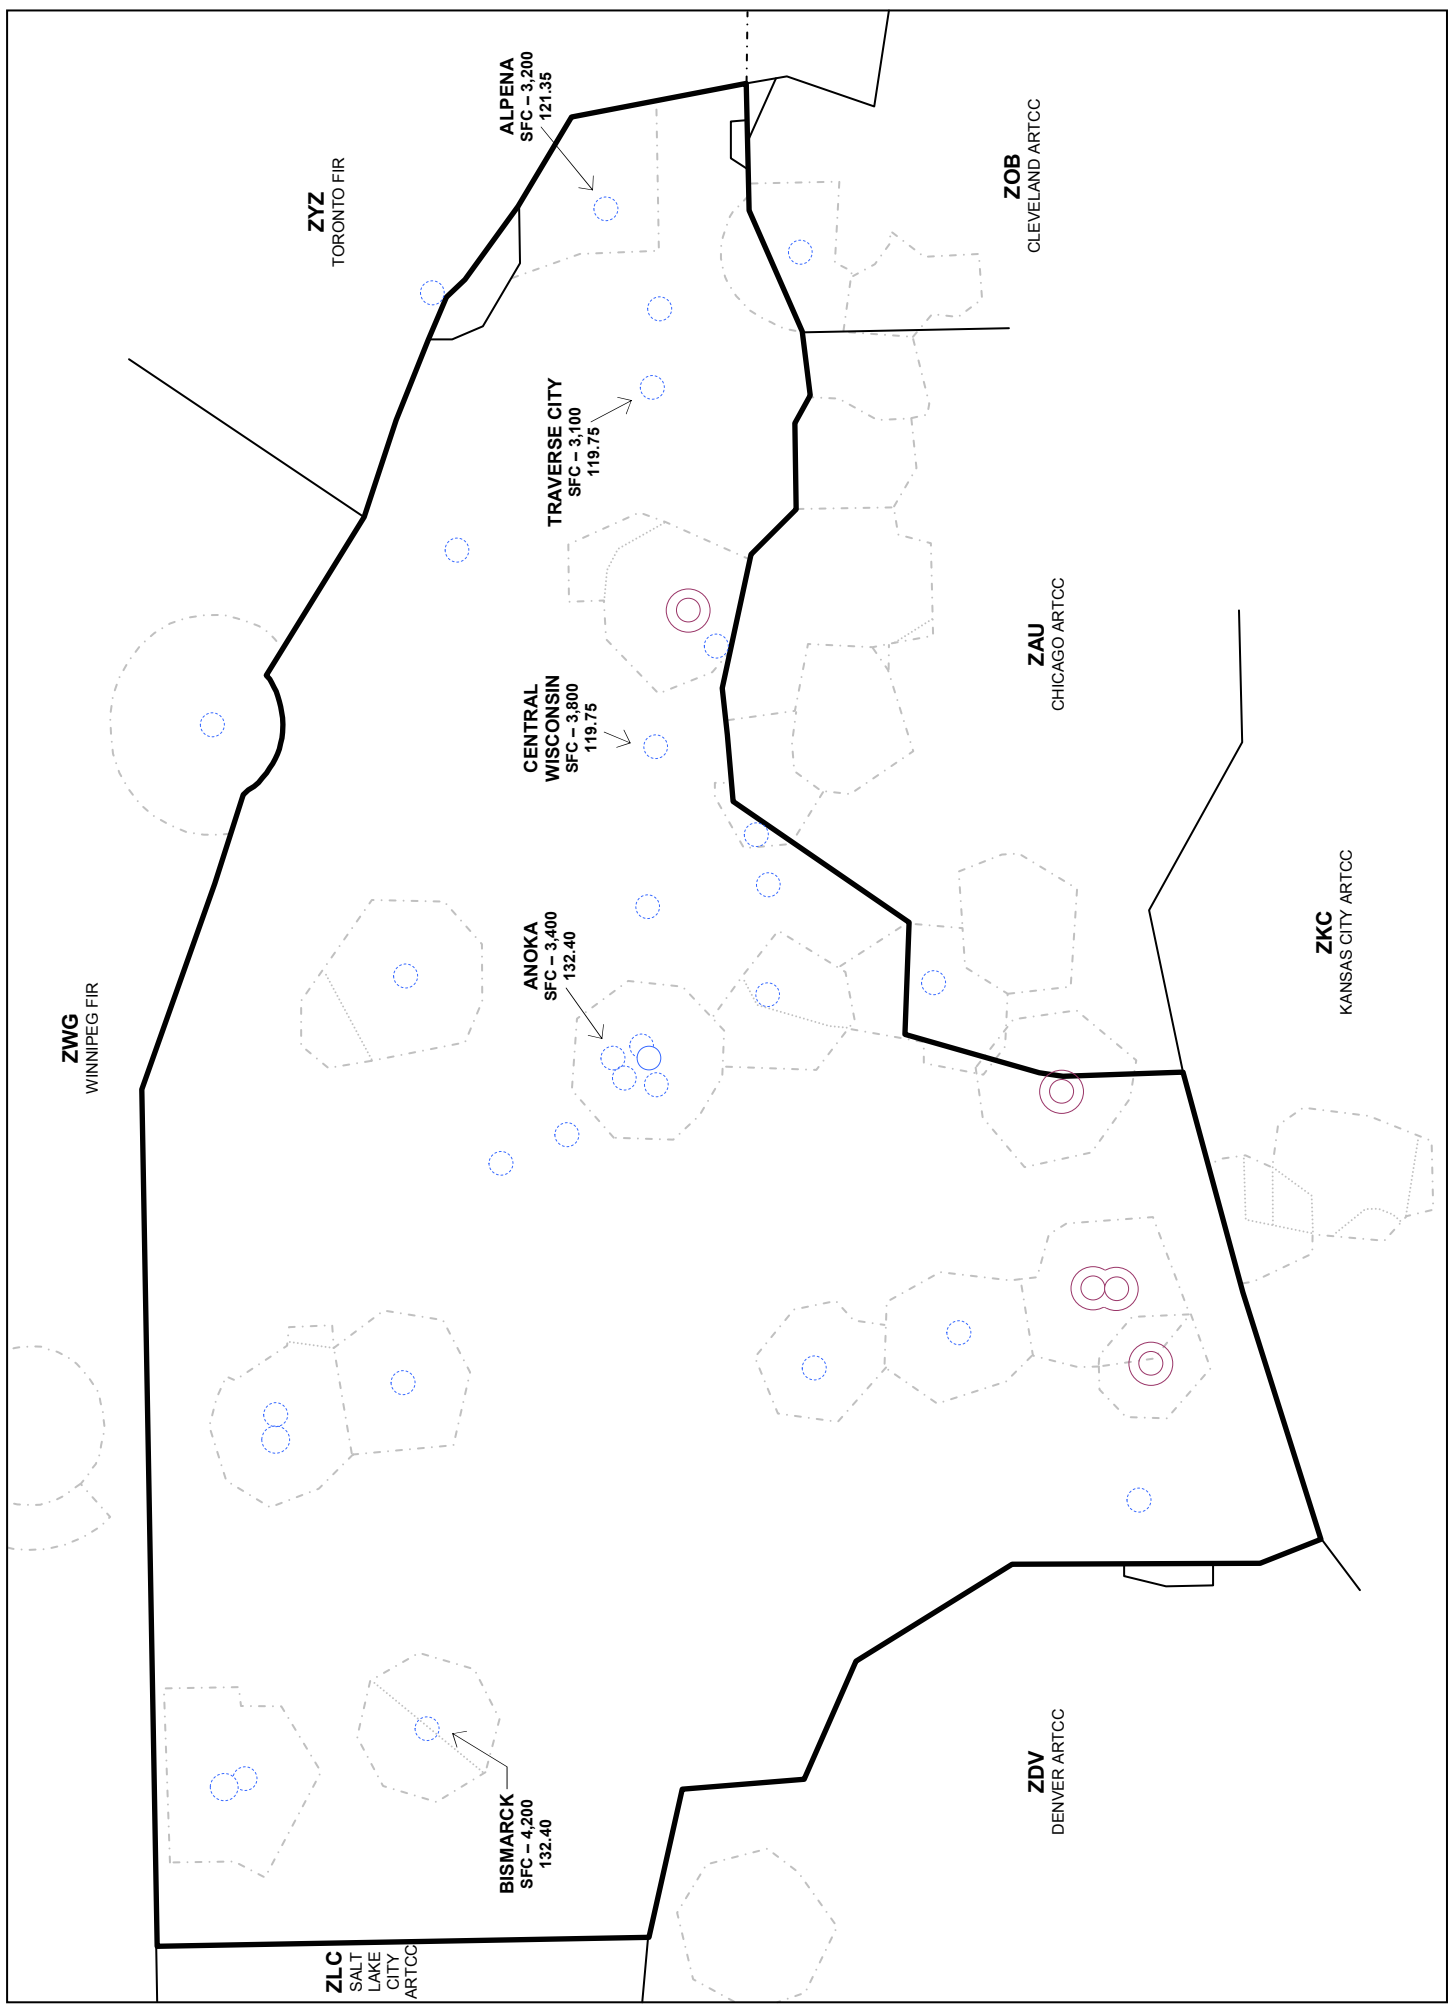 ZWG
WINNIPEG FIR
ZYZ
TORONTO FIR
ALPENA
SFC – 3,200
121.35
TRAVERSE CITY
SFC – 3,100
119.75
CENTRAL
WISCONSIN
SFC – 3,800
119.75
ANOKA
SFC – 3,400
132.40
BISMARCK
SFC – 4,200
132.40
ZLC
SALT
LAKE
CITY
ARTCC
ZDV
DENVER ARTCC
ZKC
KANSAS CITY ARTCC
ZAU
CHICAGO ARTCC
ZOB
CLEVELAND ARTCC